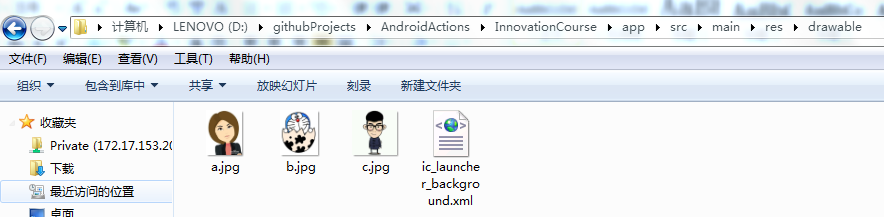 计算机 LENOVO (D:) githubProjects AndroidActions InnovationCourse app src main res drawable
文件(F) 编辑(E) 查看(V) 工具(T) 帮助(H)
组织 包含到库中 共享 放映幻灯片 刻录 新建文件夹
收藏夹
Private (172.17.153.20
下载
最近访问的位置
桌面
a.jpg
b.jpg
c.jpg
ic_launche
r_backgro
und.xml